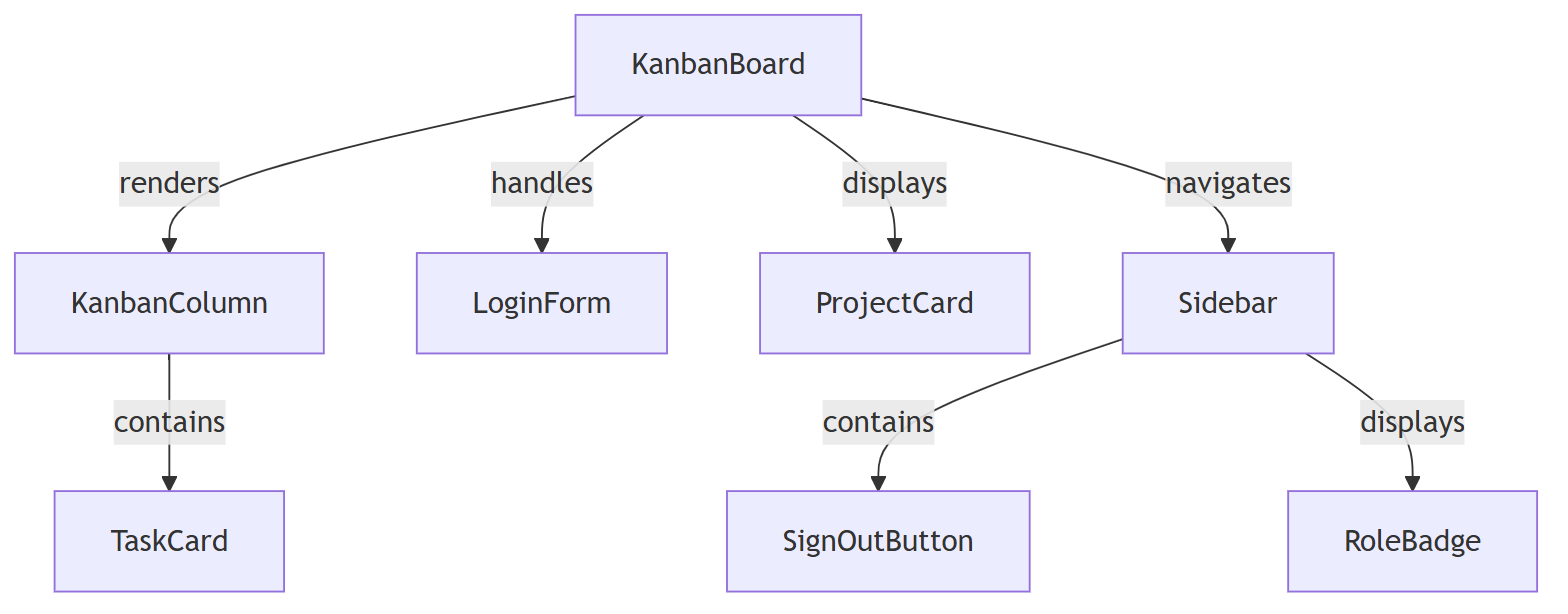 KanbanBoard
renders
handles
displays
navigates
KanbanColumn
LoginForm
ProjectCard
Sidebar
contains
contains
displays
TaskCard
SignOutButton
RoleBadge